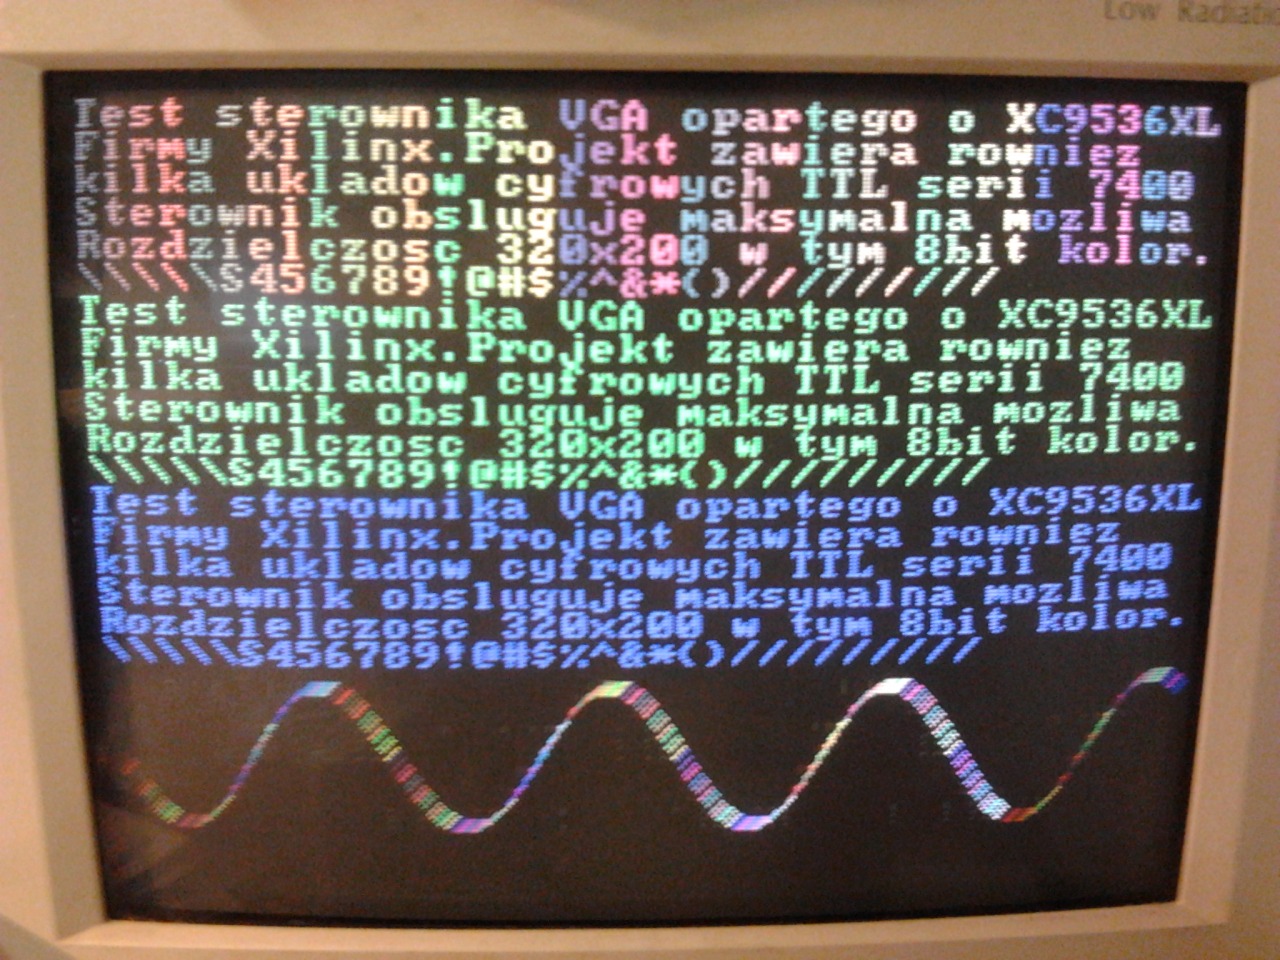 Low Radiatio
Test sterownika VGA opartego o XC9536XL
Firmy Xilinx.Projekt zawiera rowniez
kilka ukladow cyfrowych TTL serii 7400
Sterownik obsluguje maksymalna mozliwa
Rozdzielczosc 320x200 w tym 8bit kolor.
\\\\\S456789!@#$%^&*()//////////
Test sterownika VGA opartego o XC9536XL
Firmy Xilinx.Projekt zawiera rowniez
kilka ukladow cyfrowych TTL serii 7400
Sterownik obsluguje maksymalna mozliwa
Rozdzielczosc 320x200 w tym 8bit kolor.
\\\\\S456789!@#$%^&*()//////////
Test sterownika VGA opartego o XC9536XL
Firmy Xilinx.Projekt zawiera rowniez
kilka ukladow cyfrowych TTL serii 7400
Sterownik obsluguje maksymalna mozliwa
Rozdzielczosc 320x200 w tym 8bit kolor.
\\\\\S456789!@#$%^&*()//////////